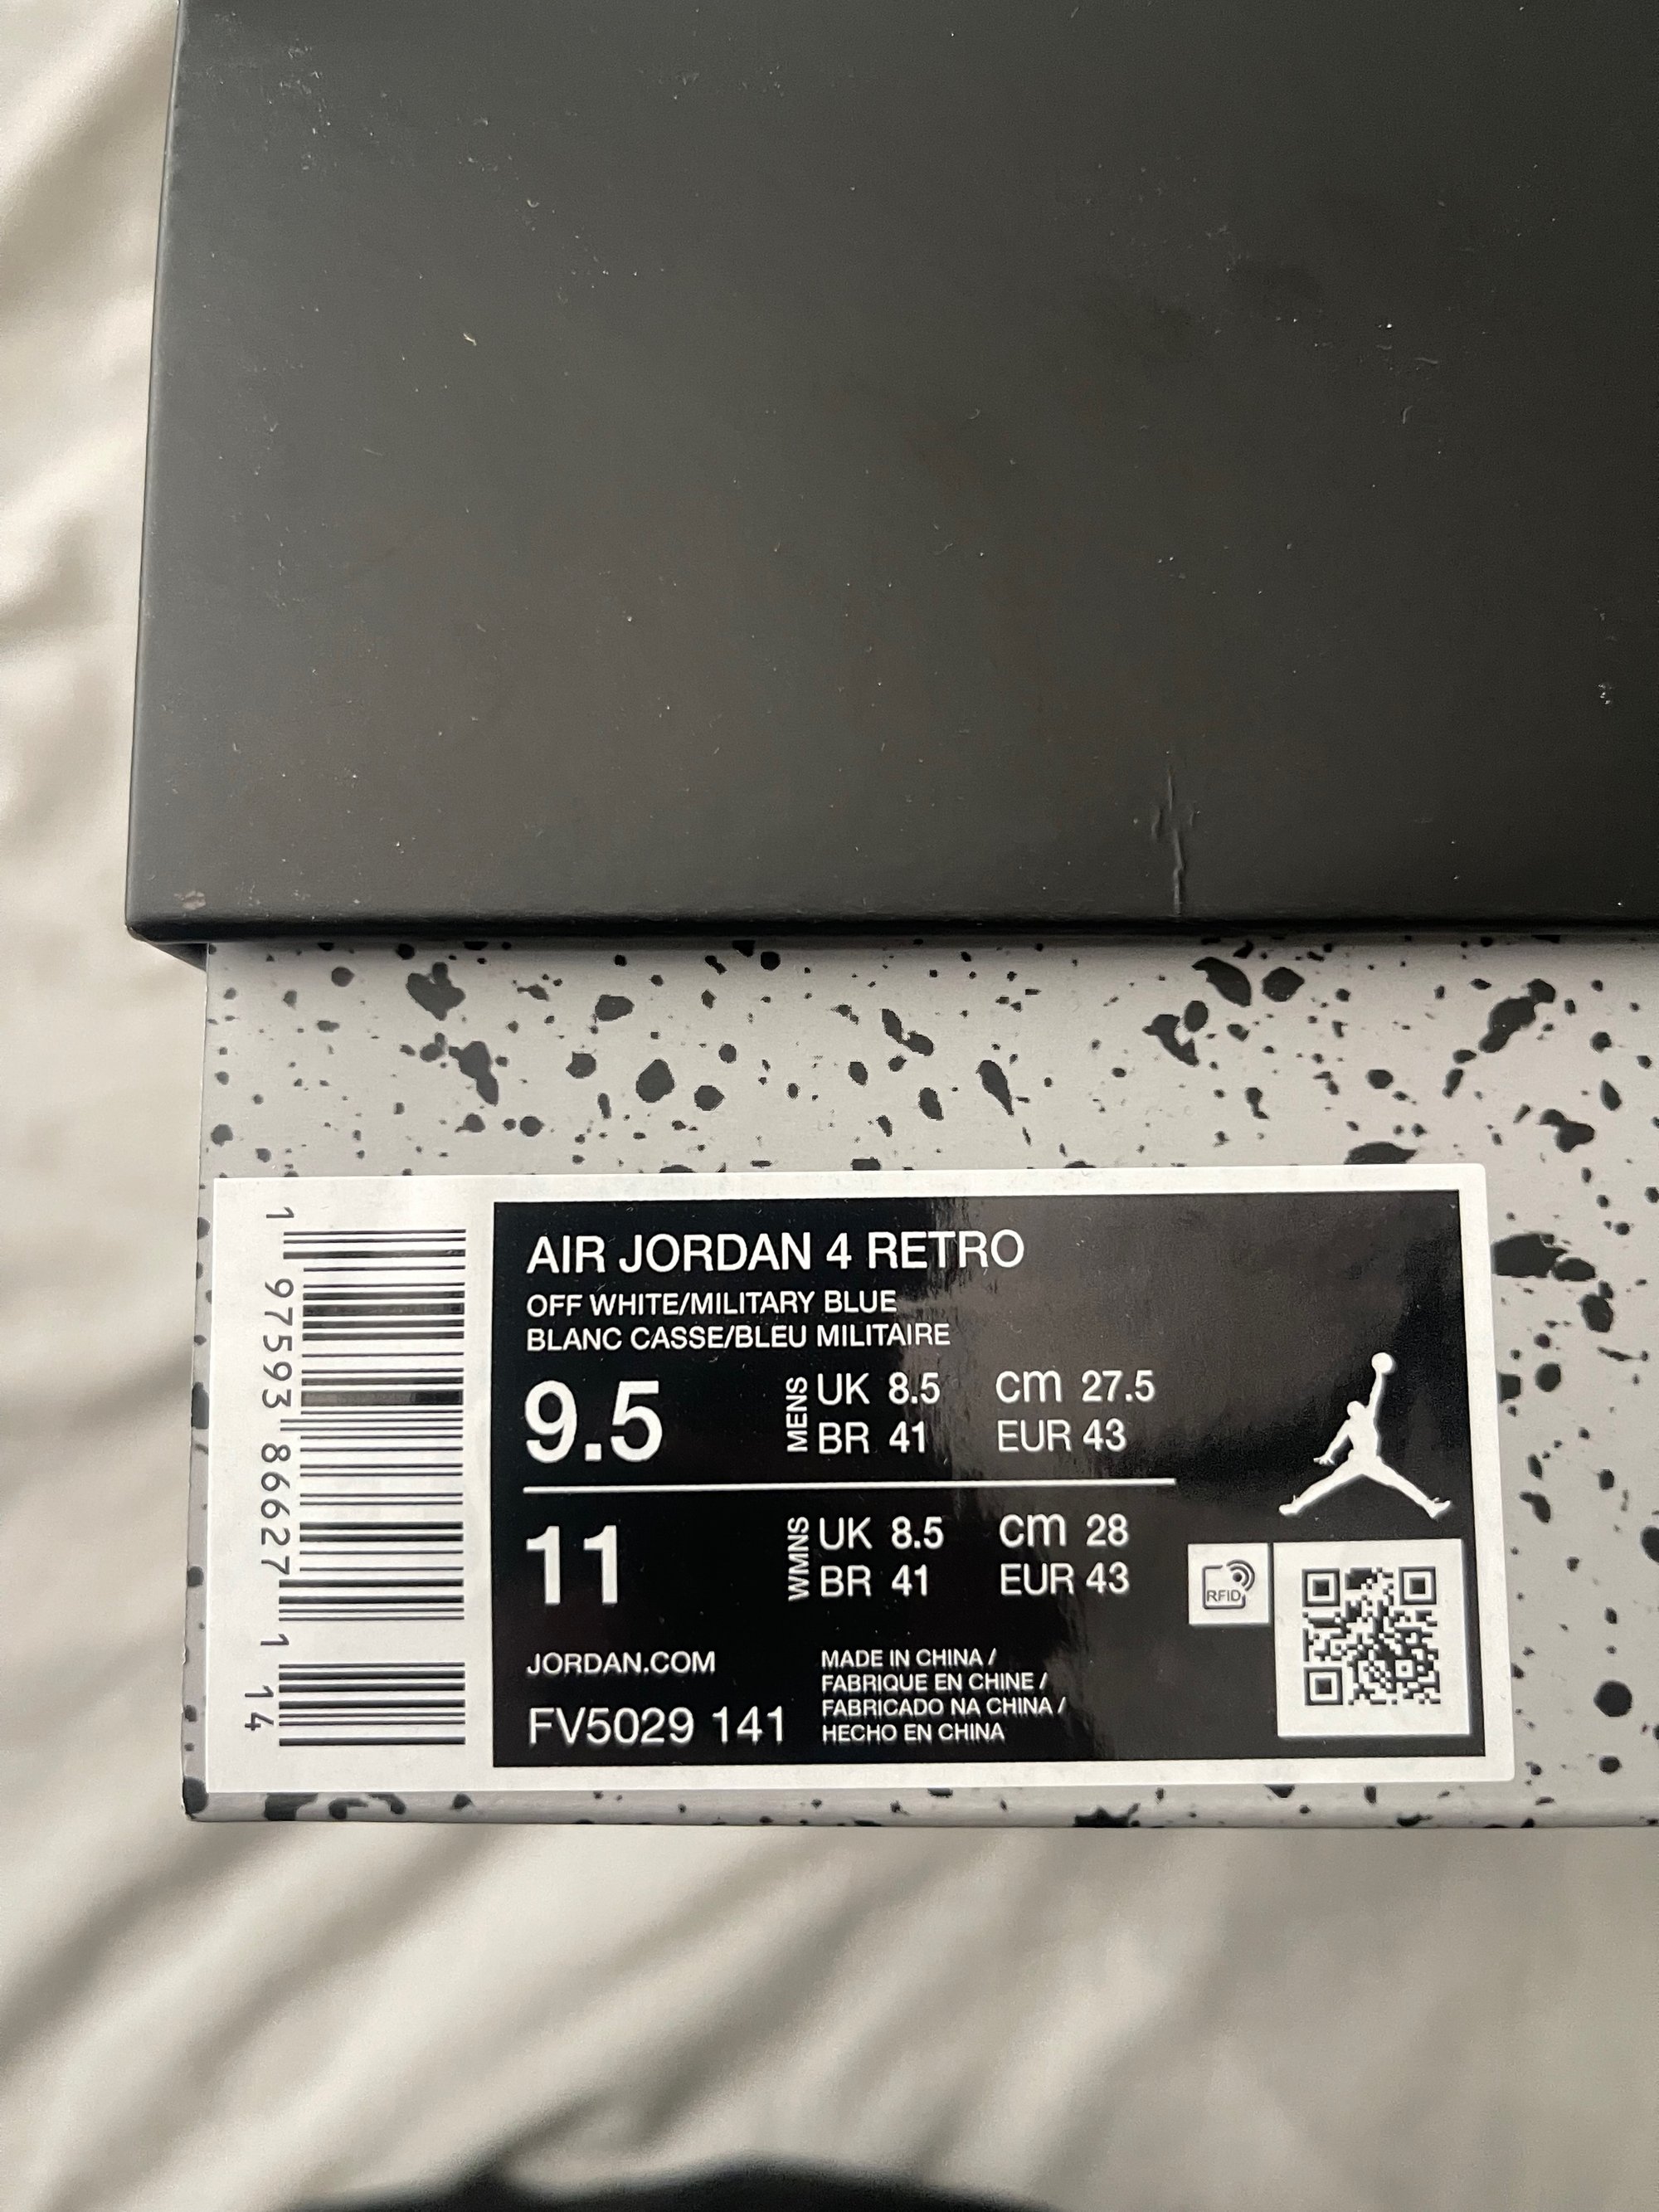 AIR JORDAN 4 RETRO
OFF WHITE/MILITARY BLUE
BLANC CASSE/BLEU MILITAIRE
9.5 MENS UK 8.5 cm 27.5
BR 41 EUR 43
11 WMNS UK 8.5 cm 28
BR 41 EUR 43
RFID
JORDAN.COM
FV5029 141
MADE IN CHINA /
FABRIQUE EN CHINE /
FABRICADO NA CHINA /
HECHO EN CHINA
1 97593 86627 1 14